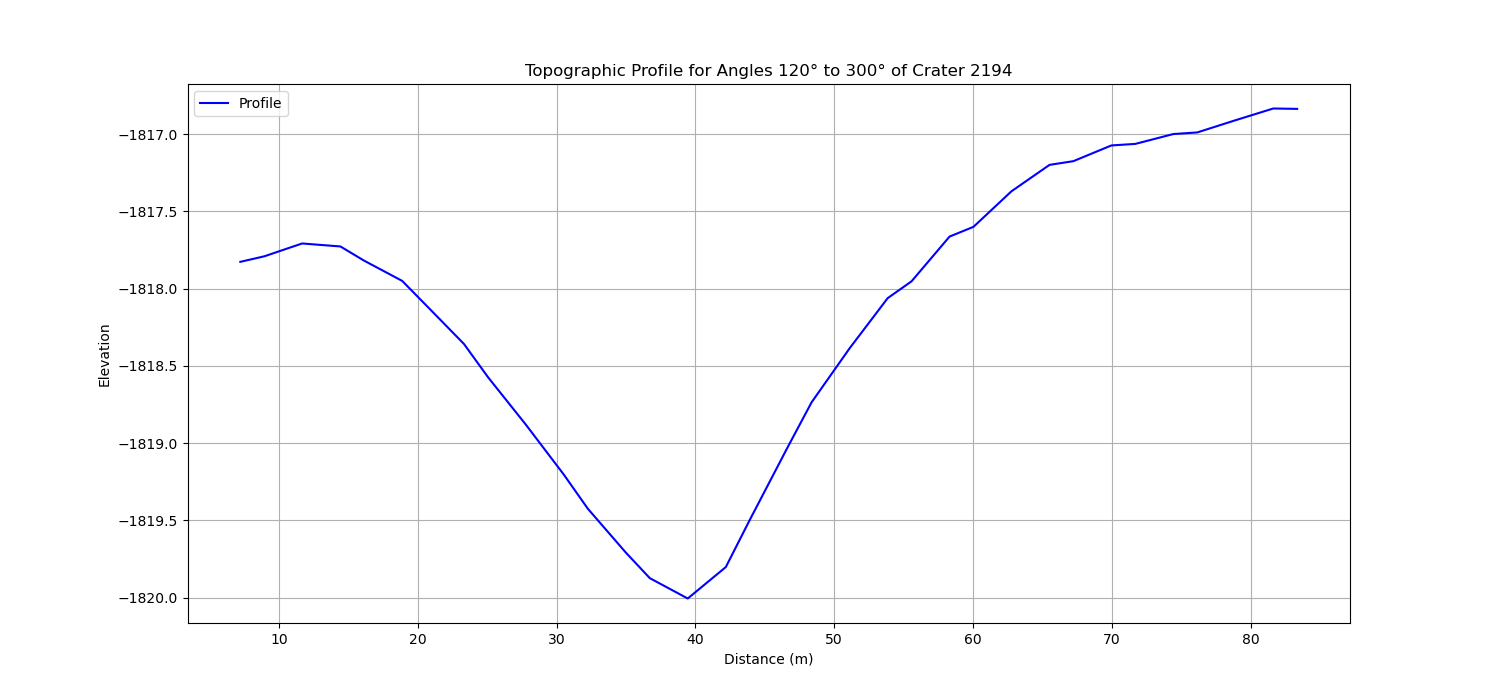 Topographic Profile for Angles 120° to 300° of Crater 2194
Profile
−1817.0
−1817.5
−1818.0
−1818.5
−1819.0
−1819.5
−1820.0
Elevation
10 20 30 40 50 60 70 80
Distance (m)